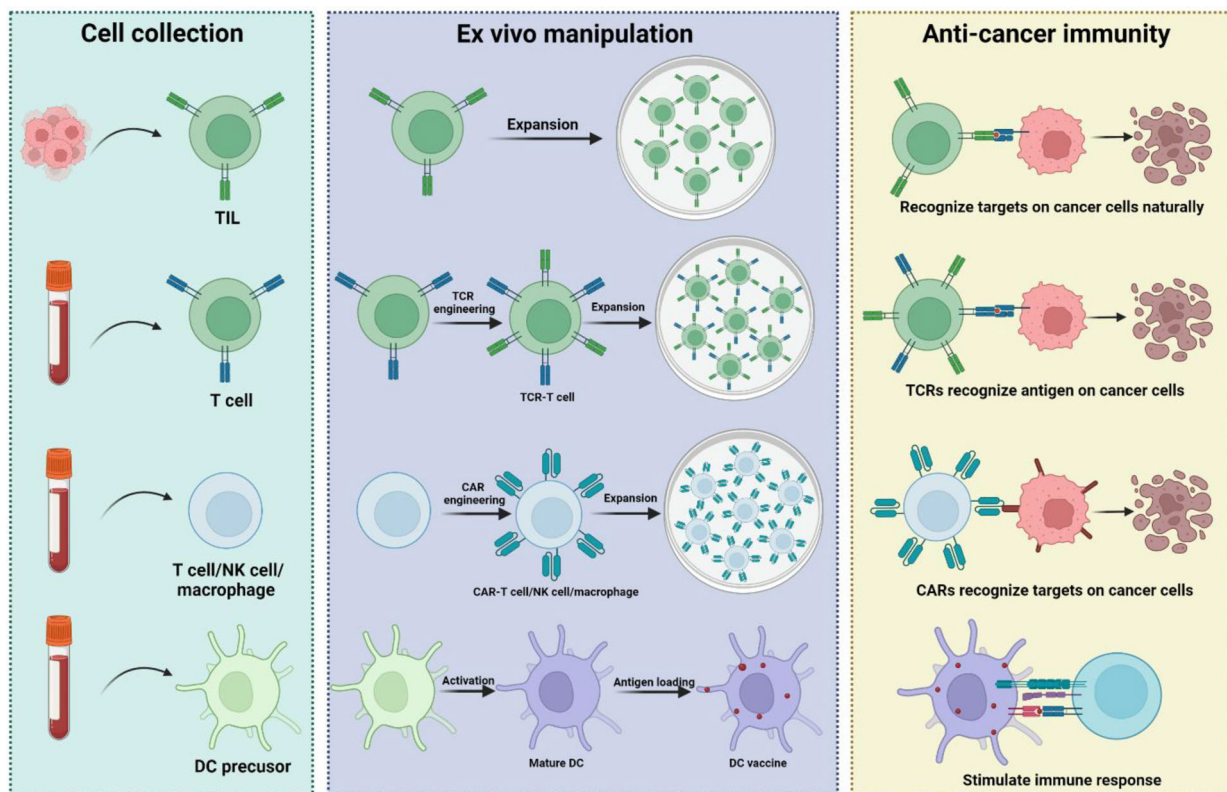 Cell collection
Ex vivo manipulation
Anti-cancer immunity
TIL
Expansion
Recognize targets on cancer cells naturally
T cell
TCR
engineering
TCR-T cell
Expansion
TCRs recognize antigen on cancer cells
T cell/NK cell/
macrophage
CAR
engineering
CAR-T cell/NK cell/macrophage
Expansion
CARs recognize targets on cancer cells
DC precusor
Activation
Mature DC
Antigen loading
DC vaccine
Stimulate immune response